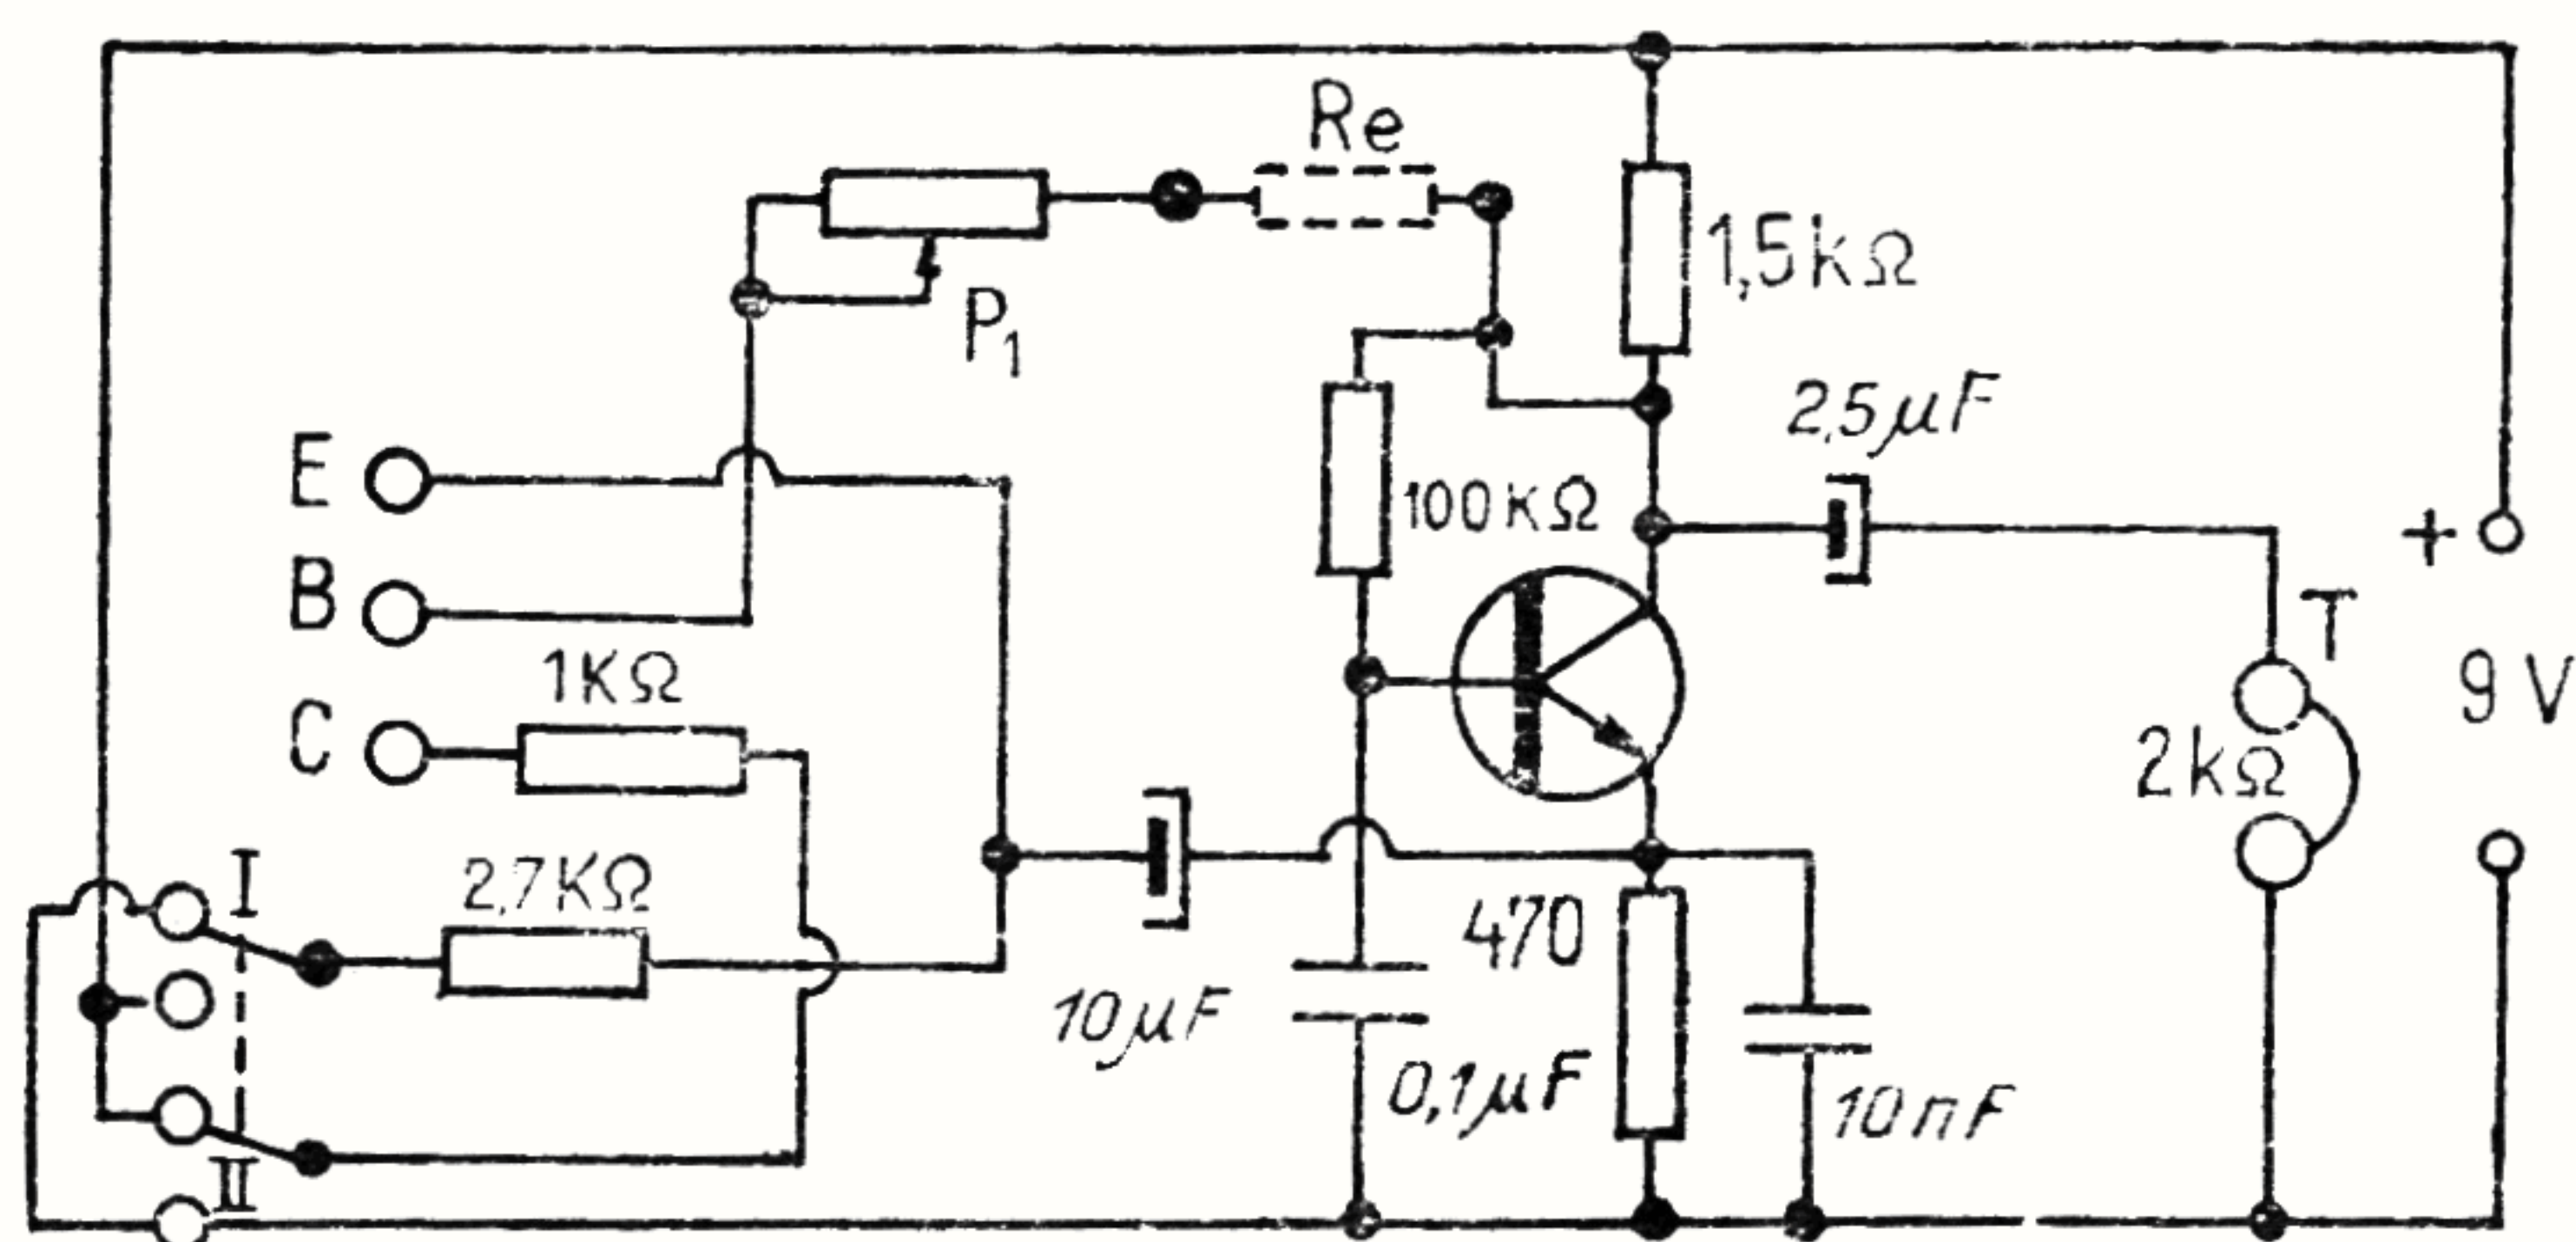 Re
1,5kΩ
P1
2,5µF
E
100KΩ
+
B
T
1KΩ
9V
C
2kΩ
I
2,7KΩ
470
10µF
0,1µF
10nF
II